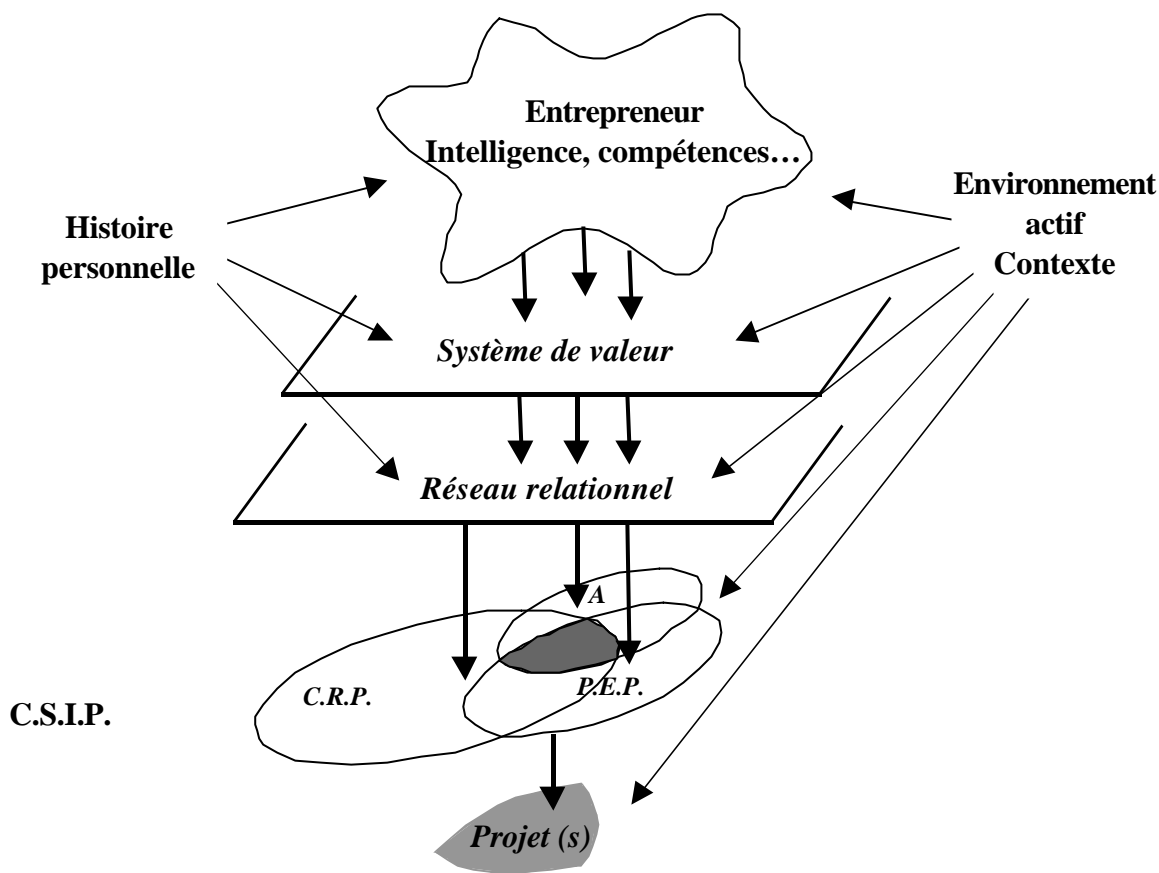 Entrepreneur
Intelligence, compétences…
Environnement
actif
Contexte
Histoire
personnelle
Système de valeur
Réseau relationnel
A
C.R.P.
P.E.P.
C.S.I.P.
Projet (s)